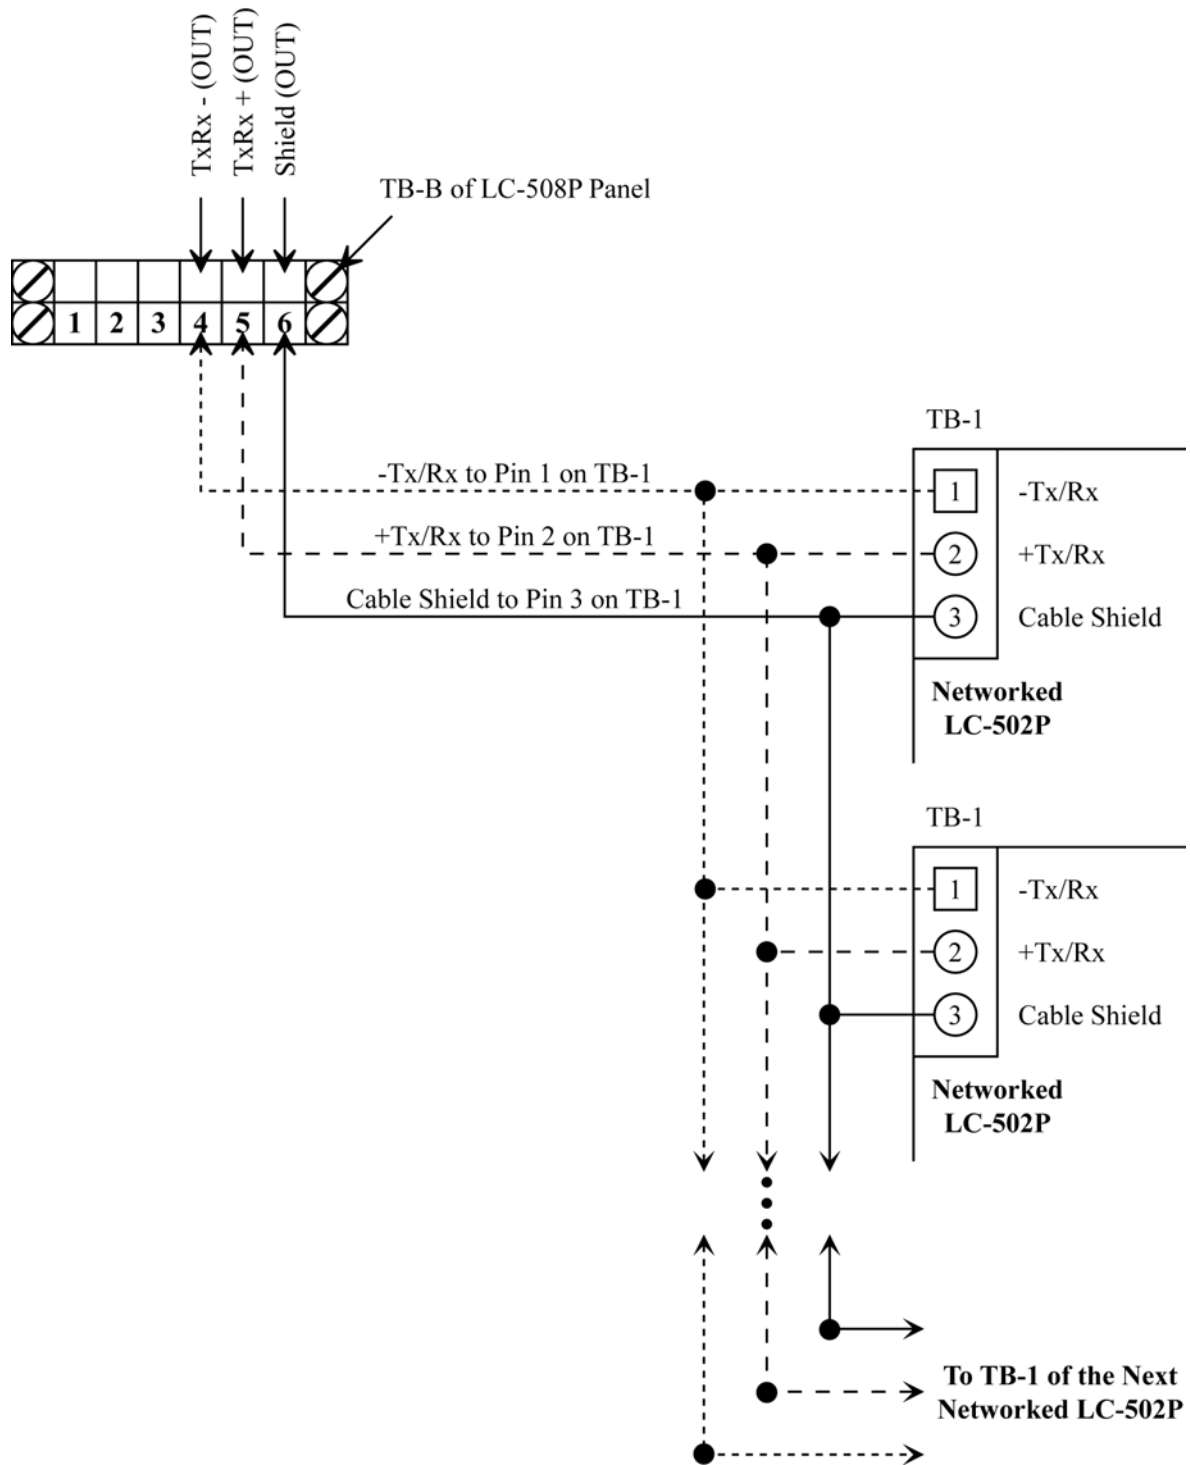 TxRx - (OUT)
TxRx + (OUT)
Shield (OUT)
TB-B of LC-508P Panel
1 2 3 4 5 6
TB-1
-Tx/Rx to Pin 1 on TB-1
1 -Tx/Rx
+Tx/Rx to Pin 2 on TB-1
2 +Tx/Rx
Cable Shield to Pin 3 on TB-1
3 Cable Shield
Networked
LC-502P
TB-1
1 -Tx/Rx
2 +Tx/Rx
3 Cable Shield
Networked
LC-502P
To TB-1 of the Next
Networked LC-502P